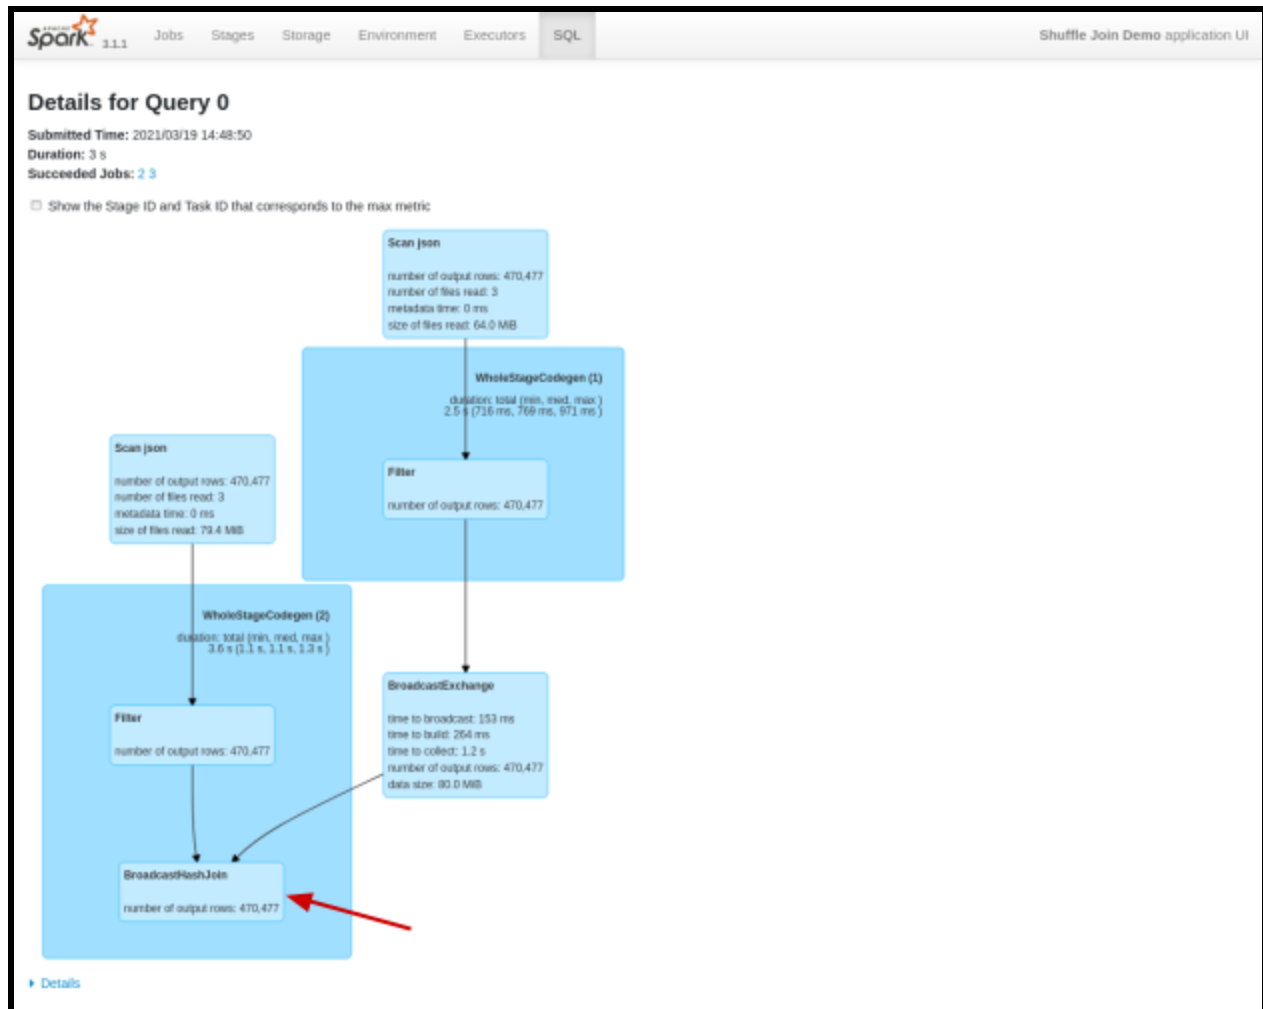 APACHE
Spark 3.1.1 Jobs Stages Storage Environment Executors SQL Shuffle Join Demo application UI
Details for Query 0
Submitted Time: 2021/03/19 14:48:50
Duration: 3 s
Succeeded Jobs: 2 3
Show the Stage ID and Task ID that corresponds to the max metric
Scan json
number of output rows: 470,477
number of files read: 3
metadata time: 0 ms
size of files read: 64.0 MiB
WholeStageCodegen (1)
duration: total (min, med, max )
2.5 s (716 ms, 769 ms, 971 ms )
Filter
number of output rows: 470,477
Scan json
number of output rows: 470,477
number of files read: 3
metadata time: 0 ms
size of files read: 79.4 MiB
WholeStageCodegen (2)
duration: total (min, med, max )
3.6 s (1.1 s, 1.1 s, 1.3 s )
Filter
number of output rows: 470,477
BroadcastExchange
time to broadcast: 153 ms
time to build: 264 ms
time to collect: 1.2 s
number of output rows: 470,477
data size: 80.0 MiB
BroadcastHashJoin
number of output rows: 470,477
Details